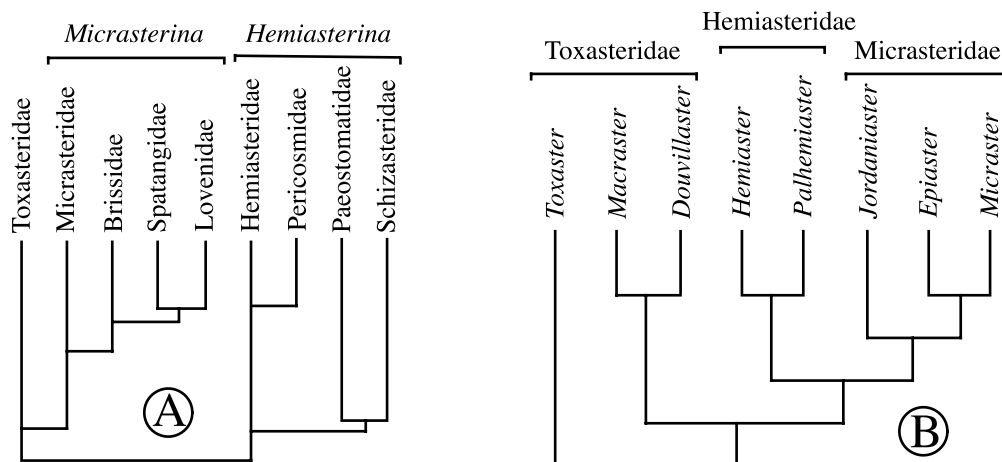 Micrasterina
Hemiasterina
Toxasteridae
Micrasteridae
Brissidae
Spatangidae
Lovenidae
Hemiasteridae
Pericosmidae
Paeostomatidae
Schizasteridae
A
Hemiasteridae
Toxasteridae
Micrasteridae
Toxaster
Macraster
Douvillaster
Hemiaster
Palhemiaster
Jordaniaster
Epiaster
Micraster
B